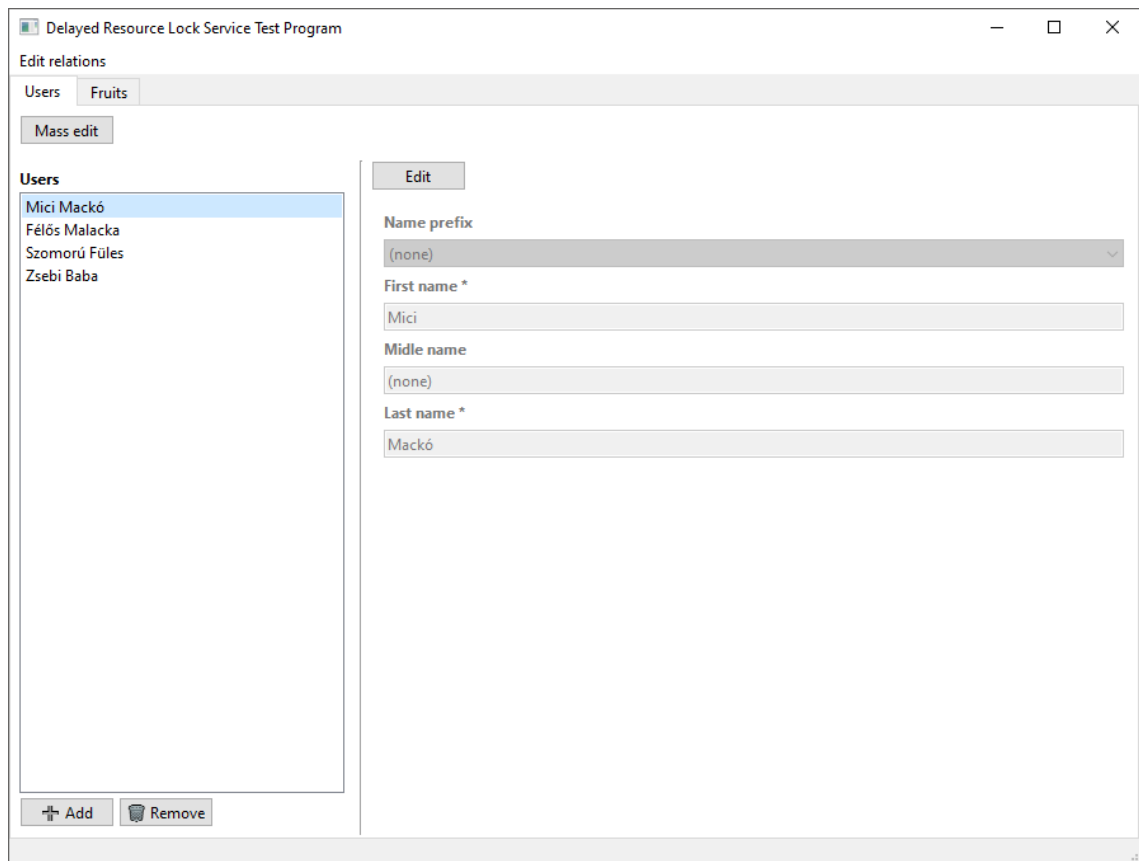 Delayed Resource Lock Service Test Program
Edit relations
Users Fruits
Mass edit
Users
Mici Mackó
Félős Malacka
Szomorú Füles
Zsebi Baba
Add Remove
Edit
Name prefix
(none)
First name *
Mici
Midle name
(none)
Last name *
Mackó